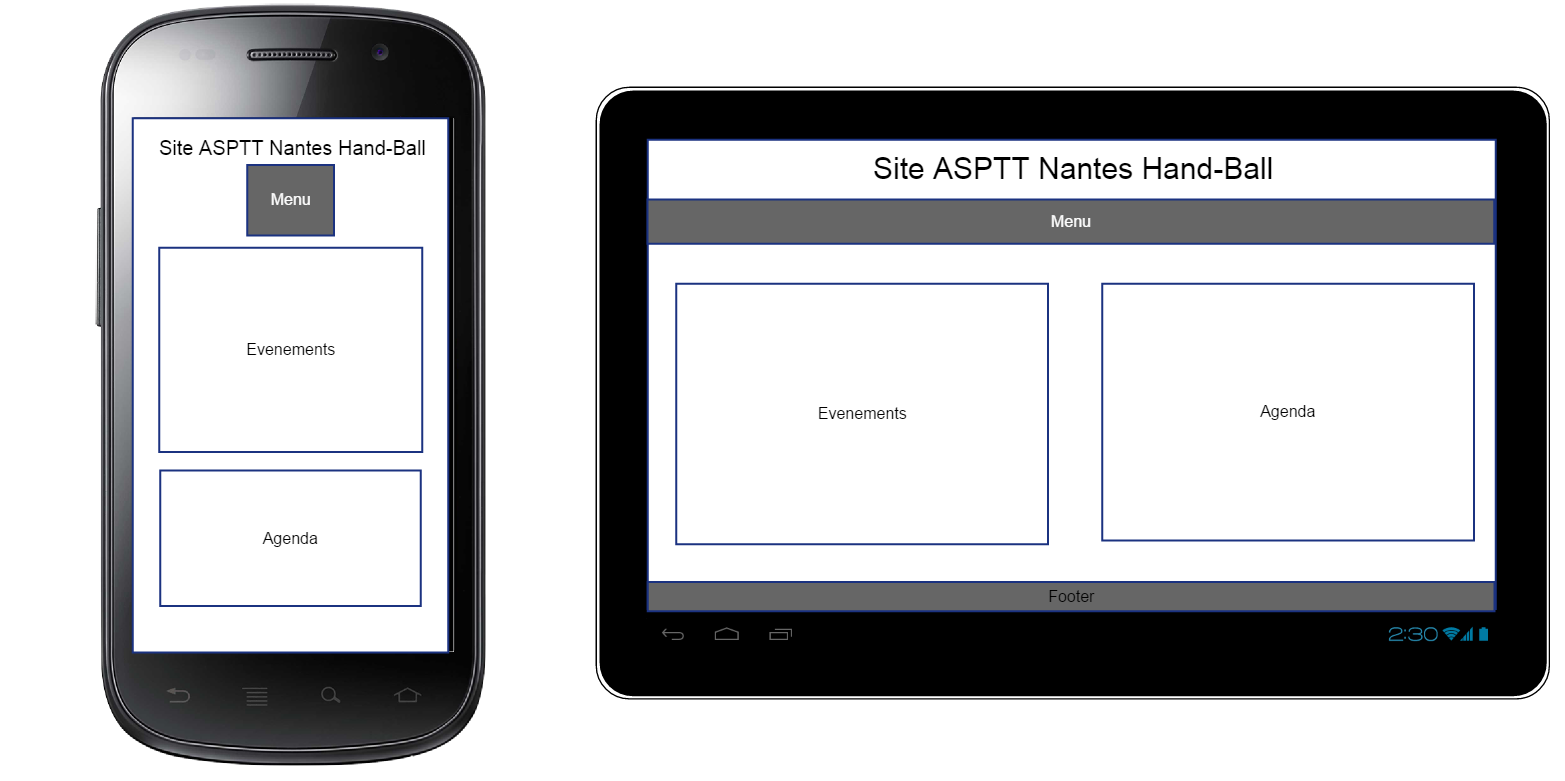 Site ASPTT Nantes Hand-Ball
Menu
Evenements
Agenda
Site ASPTT Nantes Hand-Ball
Menu
Evenements
Agenda
Footer
2:30